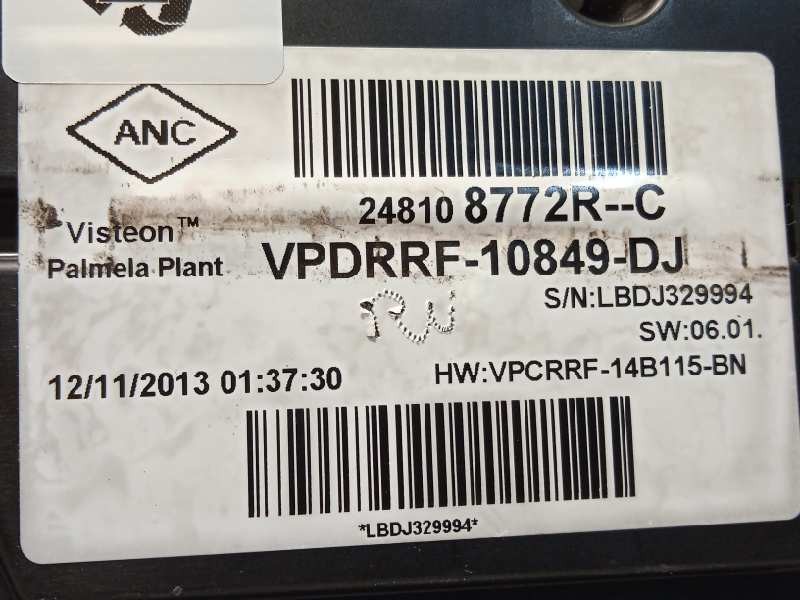 ANC
24810 8772R--C
Visteon™
VPDRRF-10849-DJ
Palmela Plant
S/N:LBDJ329994
SW:06.01.
12/11/2013 01:37:30
HW:VPCRRF-14B115-BN
*LBDJ329994*